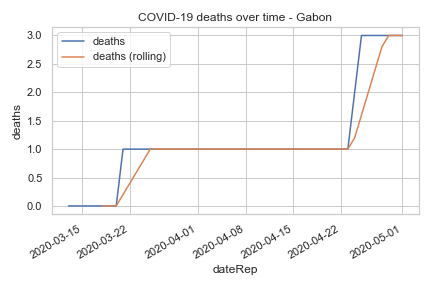 COVID-19 deaths over time - Gabon
deaths
deaths (rolling)
3.0
2.5
2.0
1.5
1.0
0.5
0.0
deaths
2020-03-15
2020-03-22
2020-04-01
2020-04-08
2020-04-15
2020-04-22
2020-05-01
dateRep